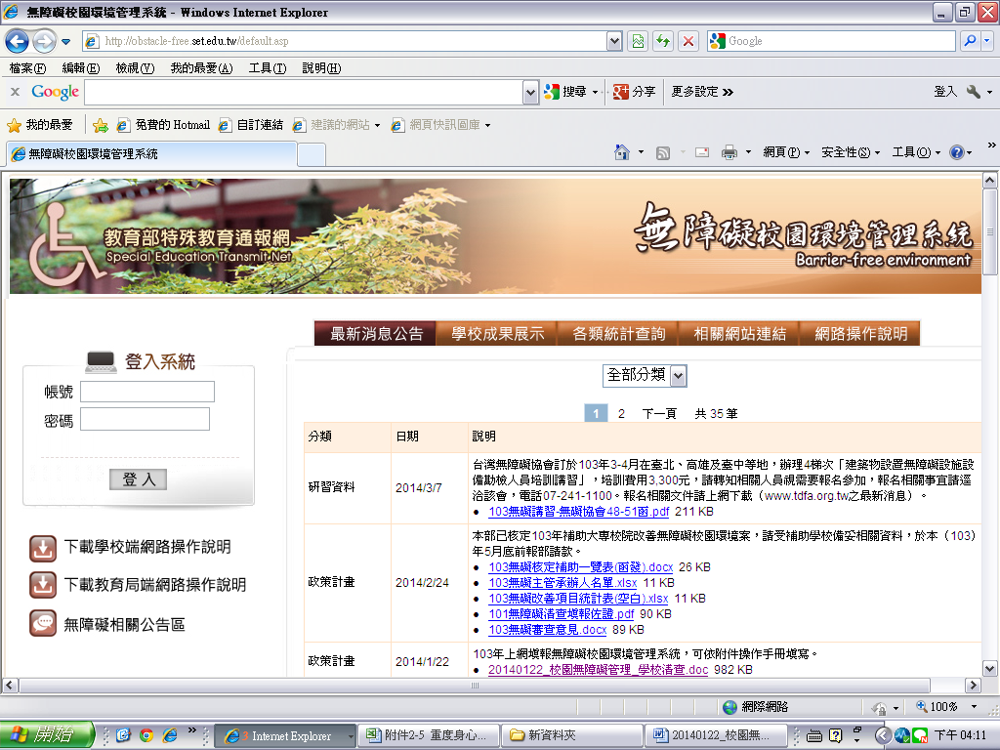 無障礙校園環境管理系統 - Windows Internet Explorer
http://obstacle-free.set.edu.tw/default.asp
Google
檔案(F) 編輯(E) 檢視(V) 我的最愛(A) 工具(T) 說明(H)
x Google 搜尋 分享 更多設定 » 登入
我的最愛 免費的 Hotmail 自訂連結 建議的網站 網頁快訊圖庫
無障礙校園環境管理系統
網頁(P) 安全性(S) 工具(O) »
教育部特殊教育通報網
Special Education Transmit Net
無障礙校園環境管理系統
Barrier-free environment
最新消息公告 學校成果展示 各類統計查詢 相關網站連結 網路操作說明
登入系統
帳號
密碼
登入
下載學校端網路操作說明
下載教育局端網路操作說明
無障礙相關公告區
全部分類
1 2 下一頁 共 35 筆
分類 日期 說明
研習資料 2014/3/7
台灣無障礙協會訂於103年3-4月在臺北、高雄及臺中等地，辦理4梯次「建築物設置無障礙設施設
備勘檢人員培訓講習」，培訓費用3,300元，請轉知相關人員視需要報名參加，報名相關事宜請逕
洽該會，電話07-241-1100。報名相關文件請上網下載（www.tdfa.org.tw之最新消息）。
● 103無礙講習-無礙協會48-51函.pdf 211 KB
政策計畫 2014/2/24
本部已核定103年補助大專校院改善無障礙校園環境案，請受補助學校備妥相關資料，於本（103）
年5月底前報部請款。
● 103無礙核定補助一覽表(函發).docx 26 KB
● 103無礙主管承辦人名單.xlsx 11 KB
● 103無礙改善項目統計表(空白).xlsx 11 KB
● 101無障礙清查填報佐證.pdf 90 KB
● 103無礙審查意見.docx 89 KB
政策計畫 2014/1/22
103年上網填報無障礙校園環境管理系統，可依附件操作手冊填寫。
● 20140122_校園無障礙管理_學校清查.doc 982 KB
網際網路 100%
開始 » 3 Internet Explorer 附件2-5 重度身心... 新資料夾 20140122_校園無... 下午 04:11